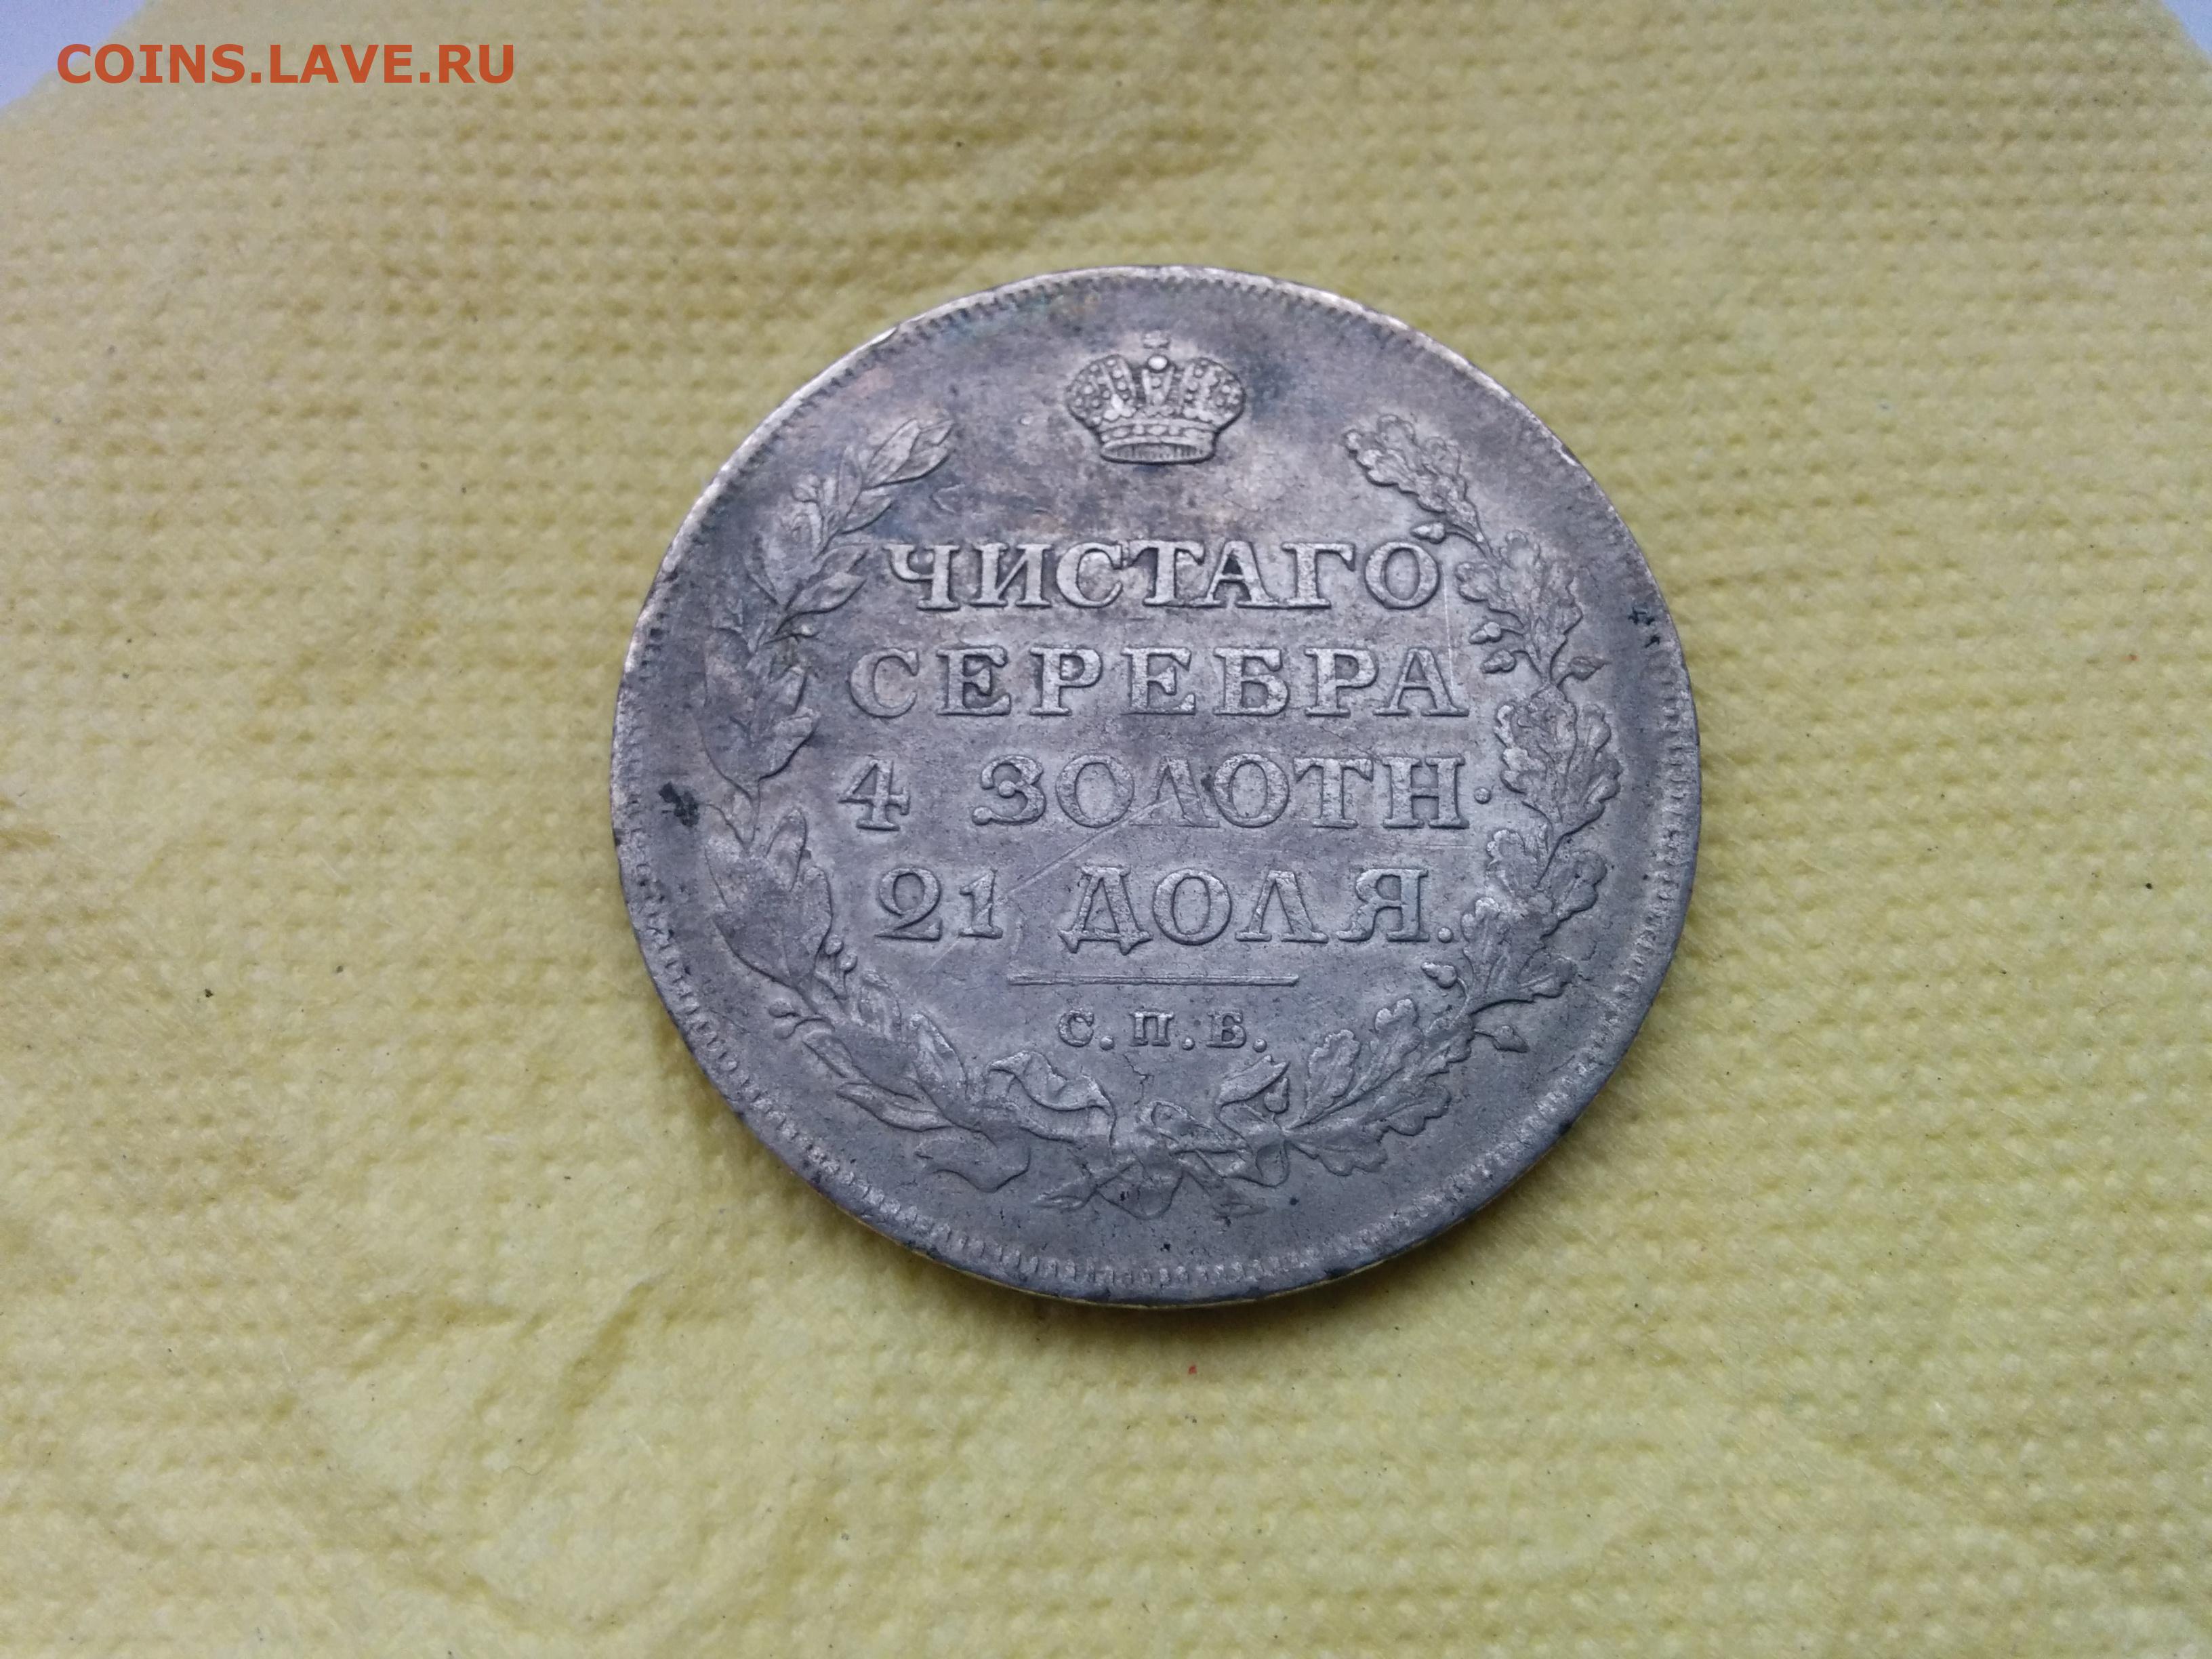 COINS.LAVE.RU
ЧИСТАГО
СЕРЕБРА
4 ЗОЛОТН.
21 ДОЛЯ.
С.П.Б.